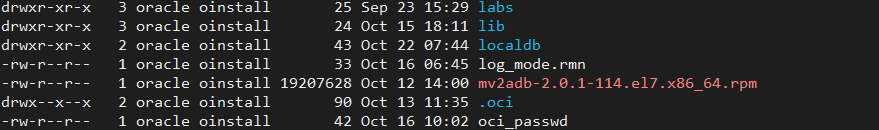 drwxr-xr-x 3 oracle oinstall 25 Sep 23 15:29 labs
drwxr-xr-x 3 oracle oinstall 24 Oct 15 18:11 lib
drwxr-xr-x 2 oracle oinstall 43 Oct 22 07:44 localdb
-rw-r--r-- 1 oracle oinstall 33 Oct 16 06:45 log_mode.rmn
-rw-r--r-- 1 oracle oinstall 19207628 Oct 12 14:00 mv2adb-2.0.1-114.el7.x86_64.rpm
drwx--x--x 2 oracle oinstall 90 Oct 13 11:35 .oci
-rw-r--r-- 1 oracle oinstall 42 Oct 16 10:02 oci_passwd